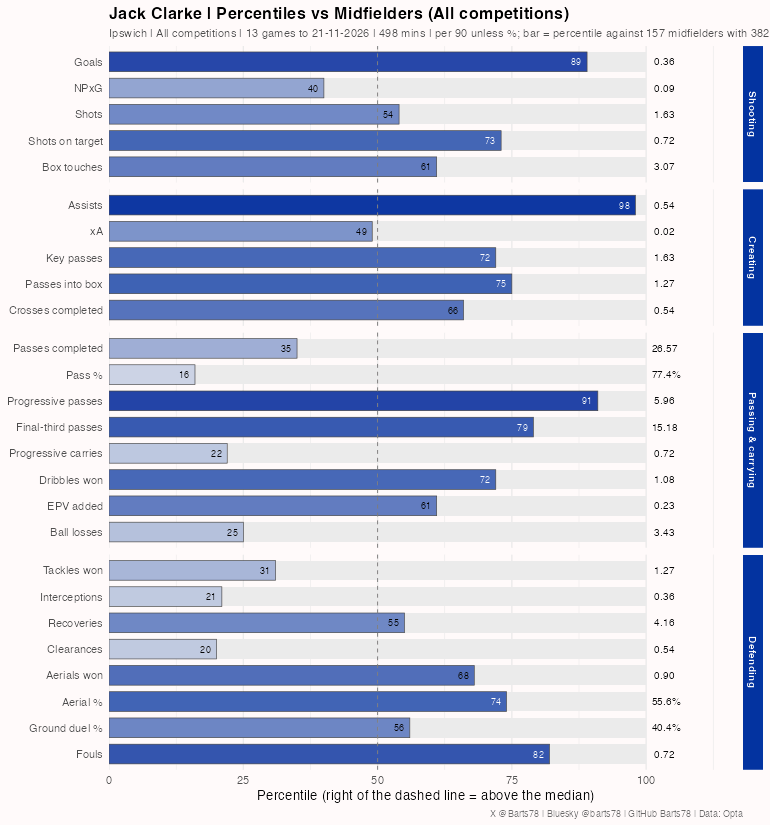 Jack Clarke | Percentiles vs Midfielders (All competitions)
Ipswich | All competitions | 13 games to 21-11-2026 | 498 mins | per 90 unless %; bar = percentile against 157 midfielders with 382
Goals 89 0.36
NPxG 40 0.09
Shots 54 1.63
Shots on target 73 0.72
Box touches 61 3.07
Shooting
Assists 98 0.54
xA 49 0.02
Key passes 72 1.63
Passes into box 75 1.27
Crosses completed 66 0.54
Creating
Passes completed 35 26.57
Pass % 16 77.4%
Progressive passes 91 5.96
Final-third passes 79 15.18
Progressive carries 22 0.72
Dribbles won 72 1.08
EPV added 61 0.23
Ball losses 25 3.43
Passing & carrying
Tackles won 31 1.27
Interceptions 21 0.36
Recoveries 55 4.16
Clearances 20 0.54
Aerials won 68 0.90
Aerial % 74 55.6%
Ground duel % 56 40.4%
Fouls 82 0.72
Defending
0 25 50 75 100
Percentile (right of the dashed line = above the median)
X @Barts78 | Bluesky @barts78 | GitHub Barts78 | Data: Opta